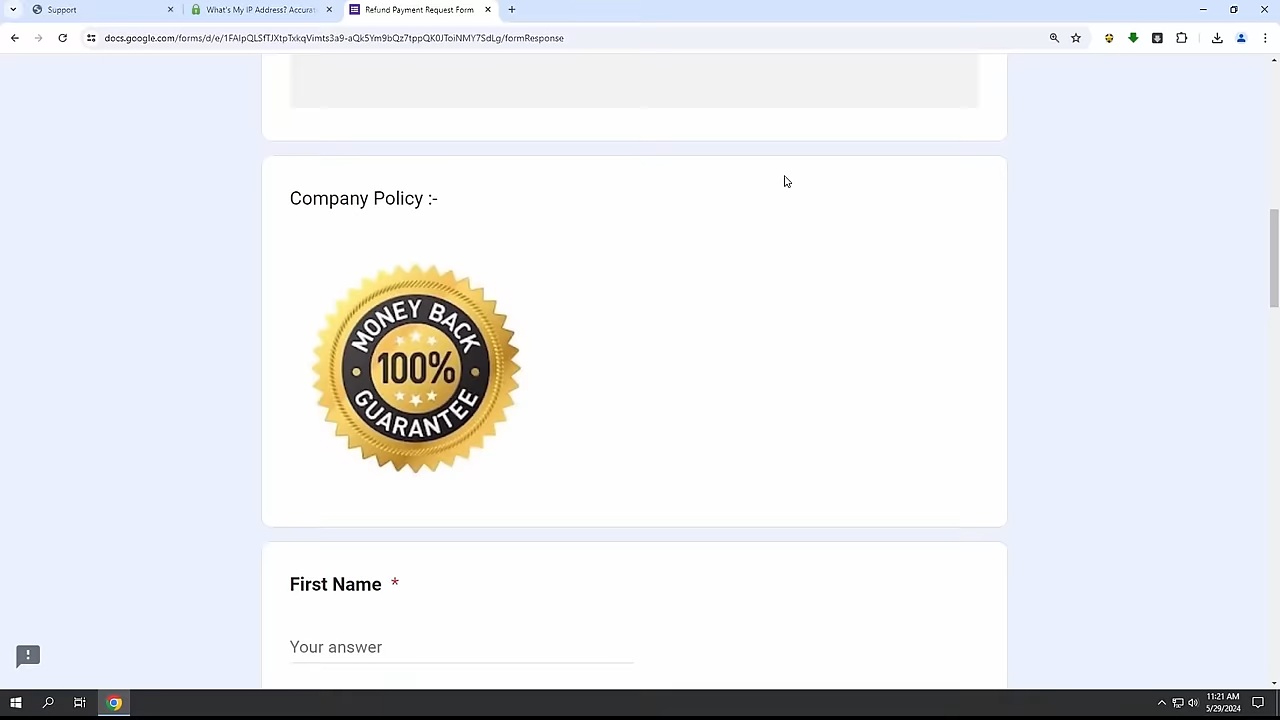 Support
What's My IP Address? Accurat
Refund Payment Request Form
docs.google.com/forms/d/e/1FAIpQLSfTJXtpTxkqVimts3a9-aQk5Ym9bQz7tppQK0JToiNMY7SdLg/formResponse
Company Policy :-
MONEY BACK
100%
GUARANTEE
First Name *
Your answer
11:21 AM
5/29/2024